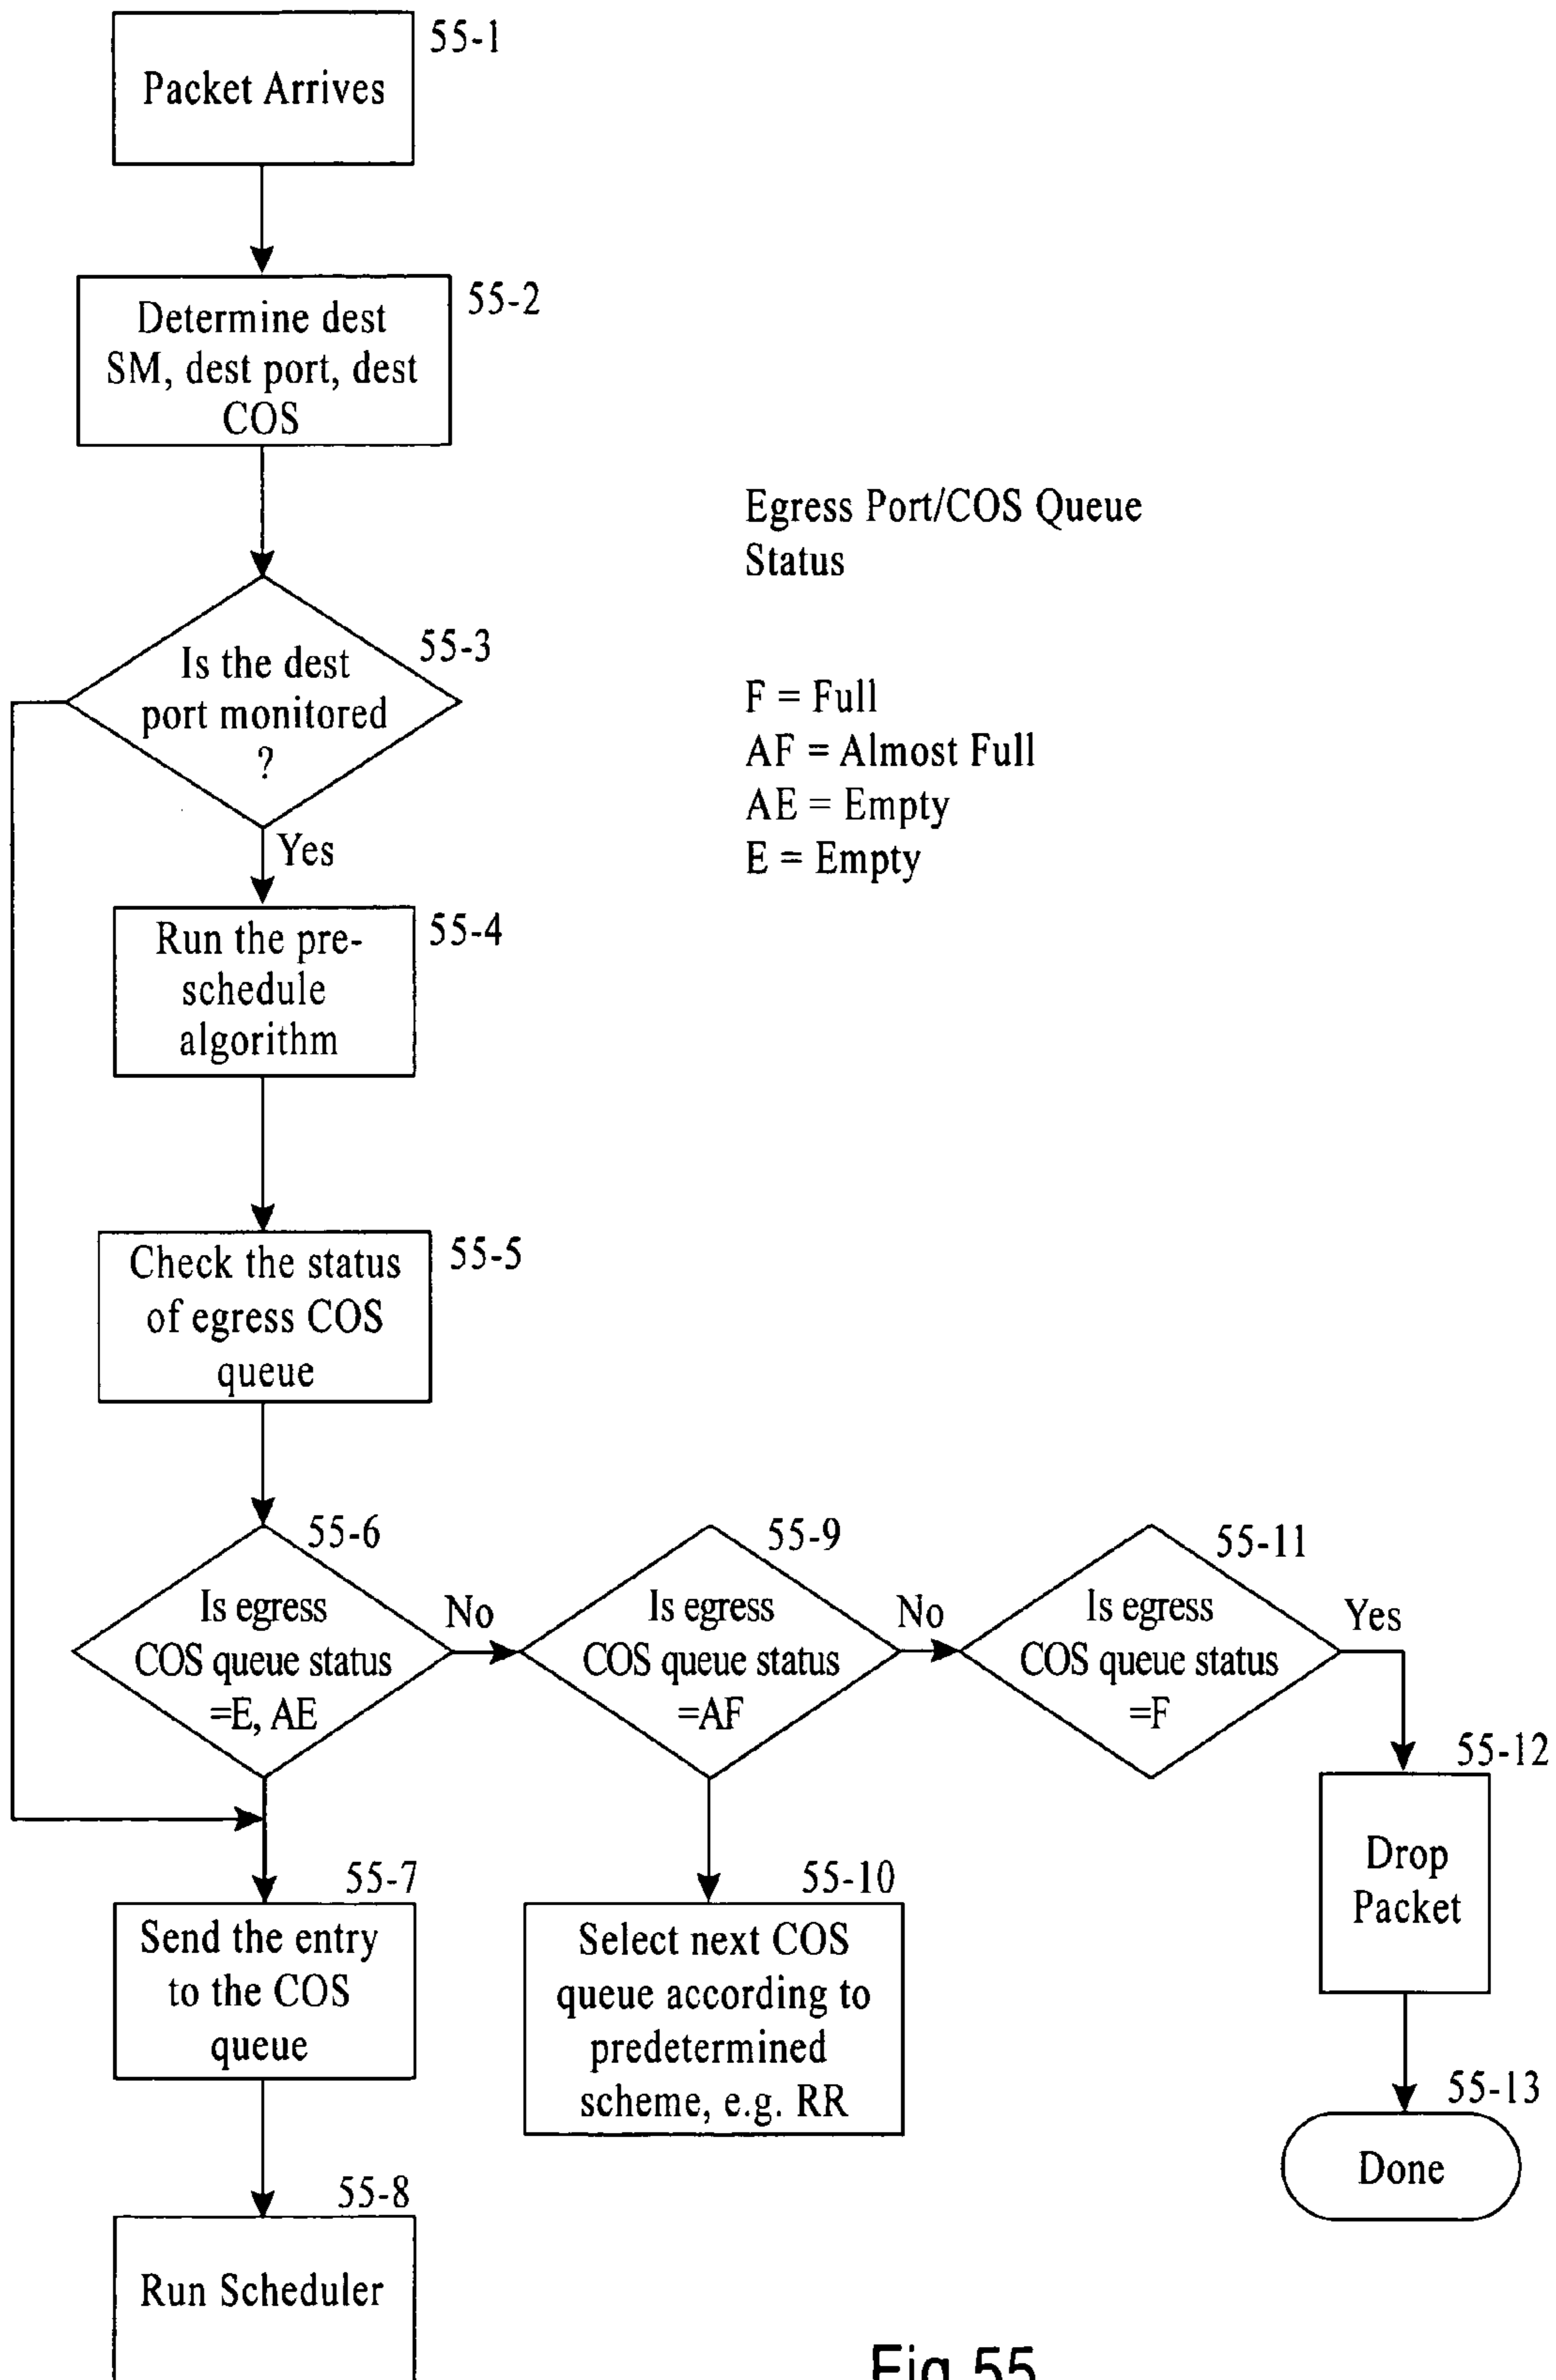 55-1
Packet Arrives
55-2
Determine dest
SM, dest port, dest
COS
Egress Port/COS Queue
Status
55-3
Is the dest
port monitored
?
F = Full
AF = Almost Full
AE = Empty
E = Empty
Yes
55-4
Run the pre-
schedule
algorithm
55-5
Check the status
of egress COS
queue
55-6
Is egress
COS queue status
=E, AE
No
55-9
Is egress
COS queue status
=AF
No
55-11
Is egress
COS queue status
=F
Yes
55-12
Drop
Packet
55-7
Send the entry
to the COS
queue
55-10
Select next COS
queue according to
predetermined
scheme, e.g. RR
55-13
Done
55-8
Run Scheduler
Fig 55